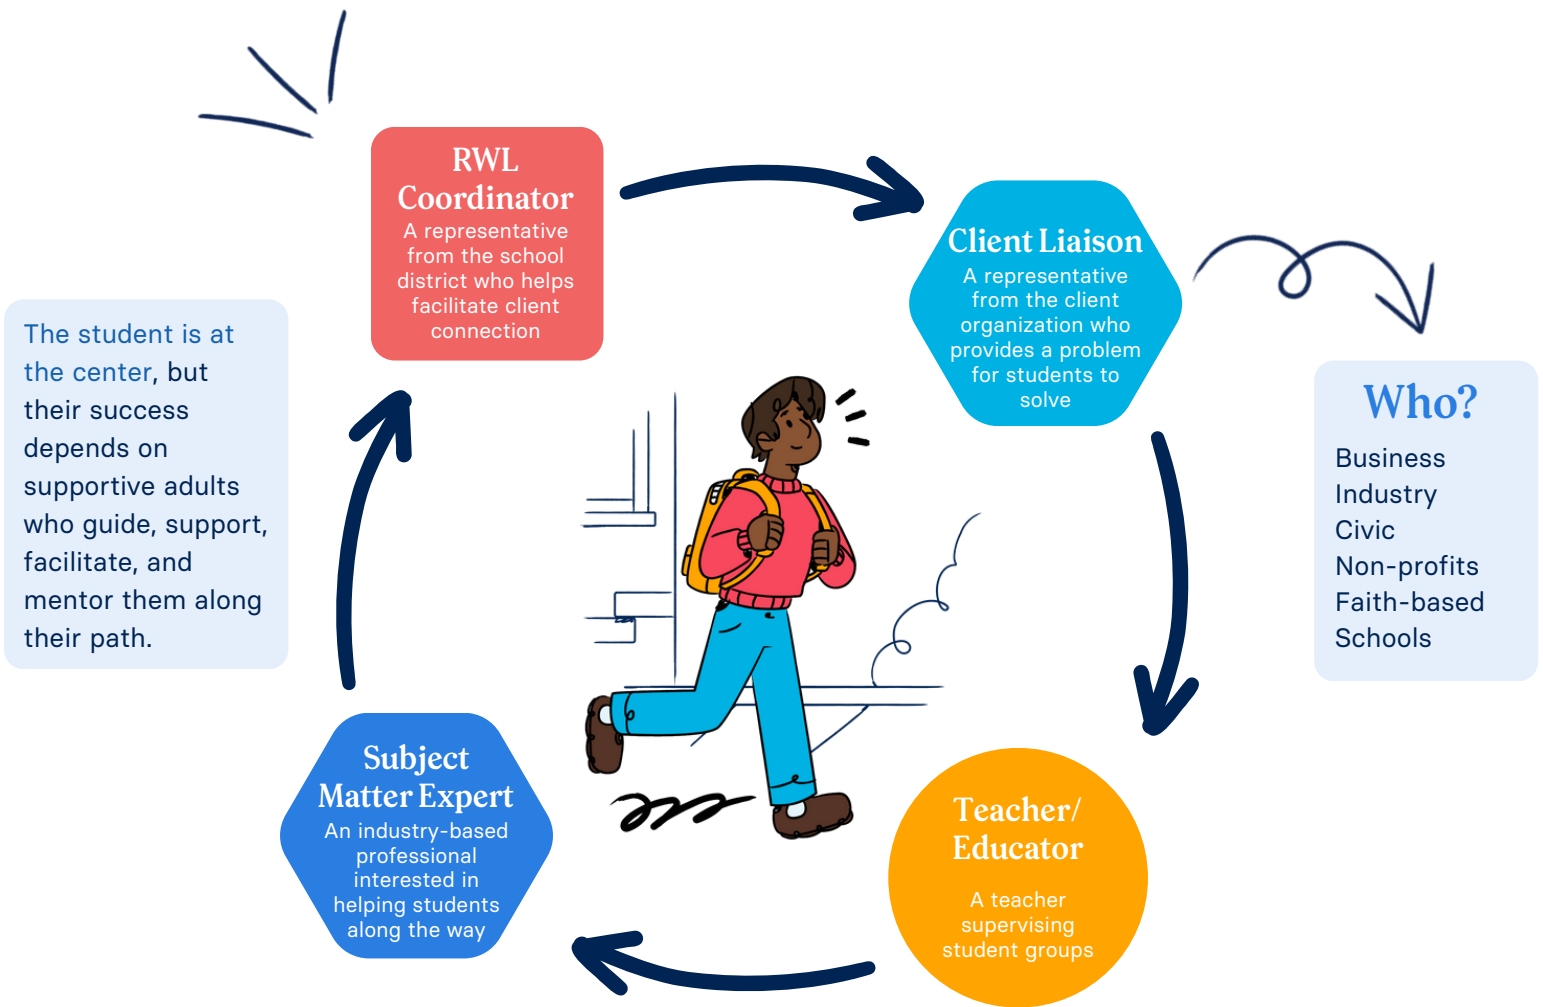 RWL
Coordinator
A representative
from the school
district who helps
facilitate client
connection
Client Liaison
A representative
from the client
organization who
provides a problem
for students to
solve
The student is at
the center, but
their success
depends on
supportive adults
who guide, support,
facilitate, and
mentor them along
their path.
Who?
Business
Industry
Civic
Non-profits
Faith-based
Schools
Subject
Matter Expert
An industry-based
professional
interested in
helping students
along the way
Teacher/
Educator
A teacher
supervising
student groups